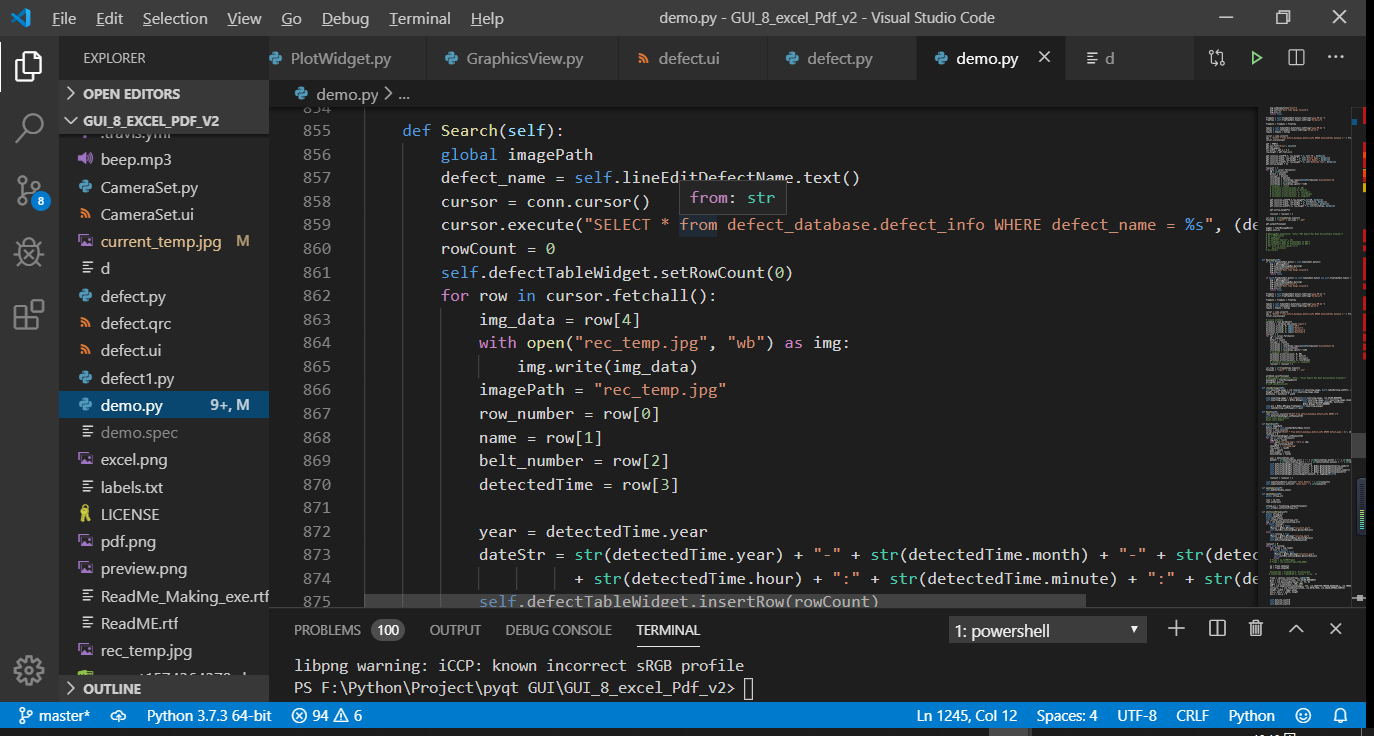 File Edit Selection View Go Debug Terminal Help
demo.py - GUI_8_excel_Pdf_v2 - Visual Studio Code
EXPLORER
PlotWidget.py
GraphicsView.py
defect.ui
defect.py
demo.py
d
OPEN EDITORS
GUI_8_EXCEL_PDF_V2
.travis.yml
beep.mp3
CameraSet.py
CameraSet.ui
current_temp.jpg M
d
defect.py
defect.qrc
defect.ui
defect1.py
demo.py 9+, M
demo.spec
excel.png
labels.txt
LICENSE
pdf.png
preview.png
ReadMe_Making_exe.rtf
ReadME.rtf
rec_temp.jpg
OUTLINE
8
demo.py > ...
854
855 def Search(self):
856 global imagePath
857 defect_name = self.lineEditDefectName.text()
858 cursor = conn.cursor()
from: str
859 cursor.execute("SELECT * from defect_database.defect_info WHERE defect_name = %s", (de
860 rowCount = 0
861 self.defectTableWidget.setRowCount(0)
862 for row in cursor.fetchall():
863 img_data = row[4]
864 with open("rec_temp.jpg", "wb") as img:
865 img.write(img_data)
866 imagePath = "rec_temp.jpg"
867 row_number = row[0]
868 name = row[1]
869 belt_number = row[2]
870 detectedTime = row[3]
871
872 year = detectedTime.year
873 dateStr = str(detectedTime.year) + "-" + str(detectedTime.month) + "-" + str(detec
874 + str(detectedTime.hour) + ":" + str(detectedTime.minute) + ":" + str(de
875 self.defectTableWidget.insertRow(rowCount)
PROBLEMS 100 OUTPUT DEBUG CONSOLE TERMINAL
1: powershell
libpng warning: iCCP: known incorrect sRGB profile
PS F:\Python\Project\pyqt GUI\GUI_8_excel_Pdf_v2>
master* Python 3.7.3 64-bit 94 6
Ln 1245, Col 12 Spaces: 4 UTF-8 CRLF Python